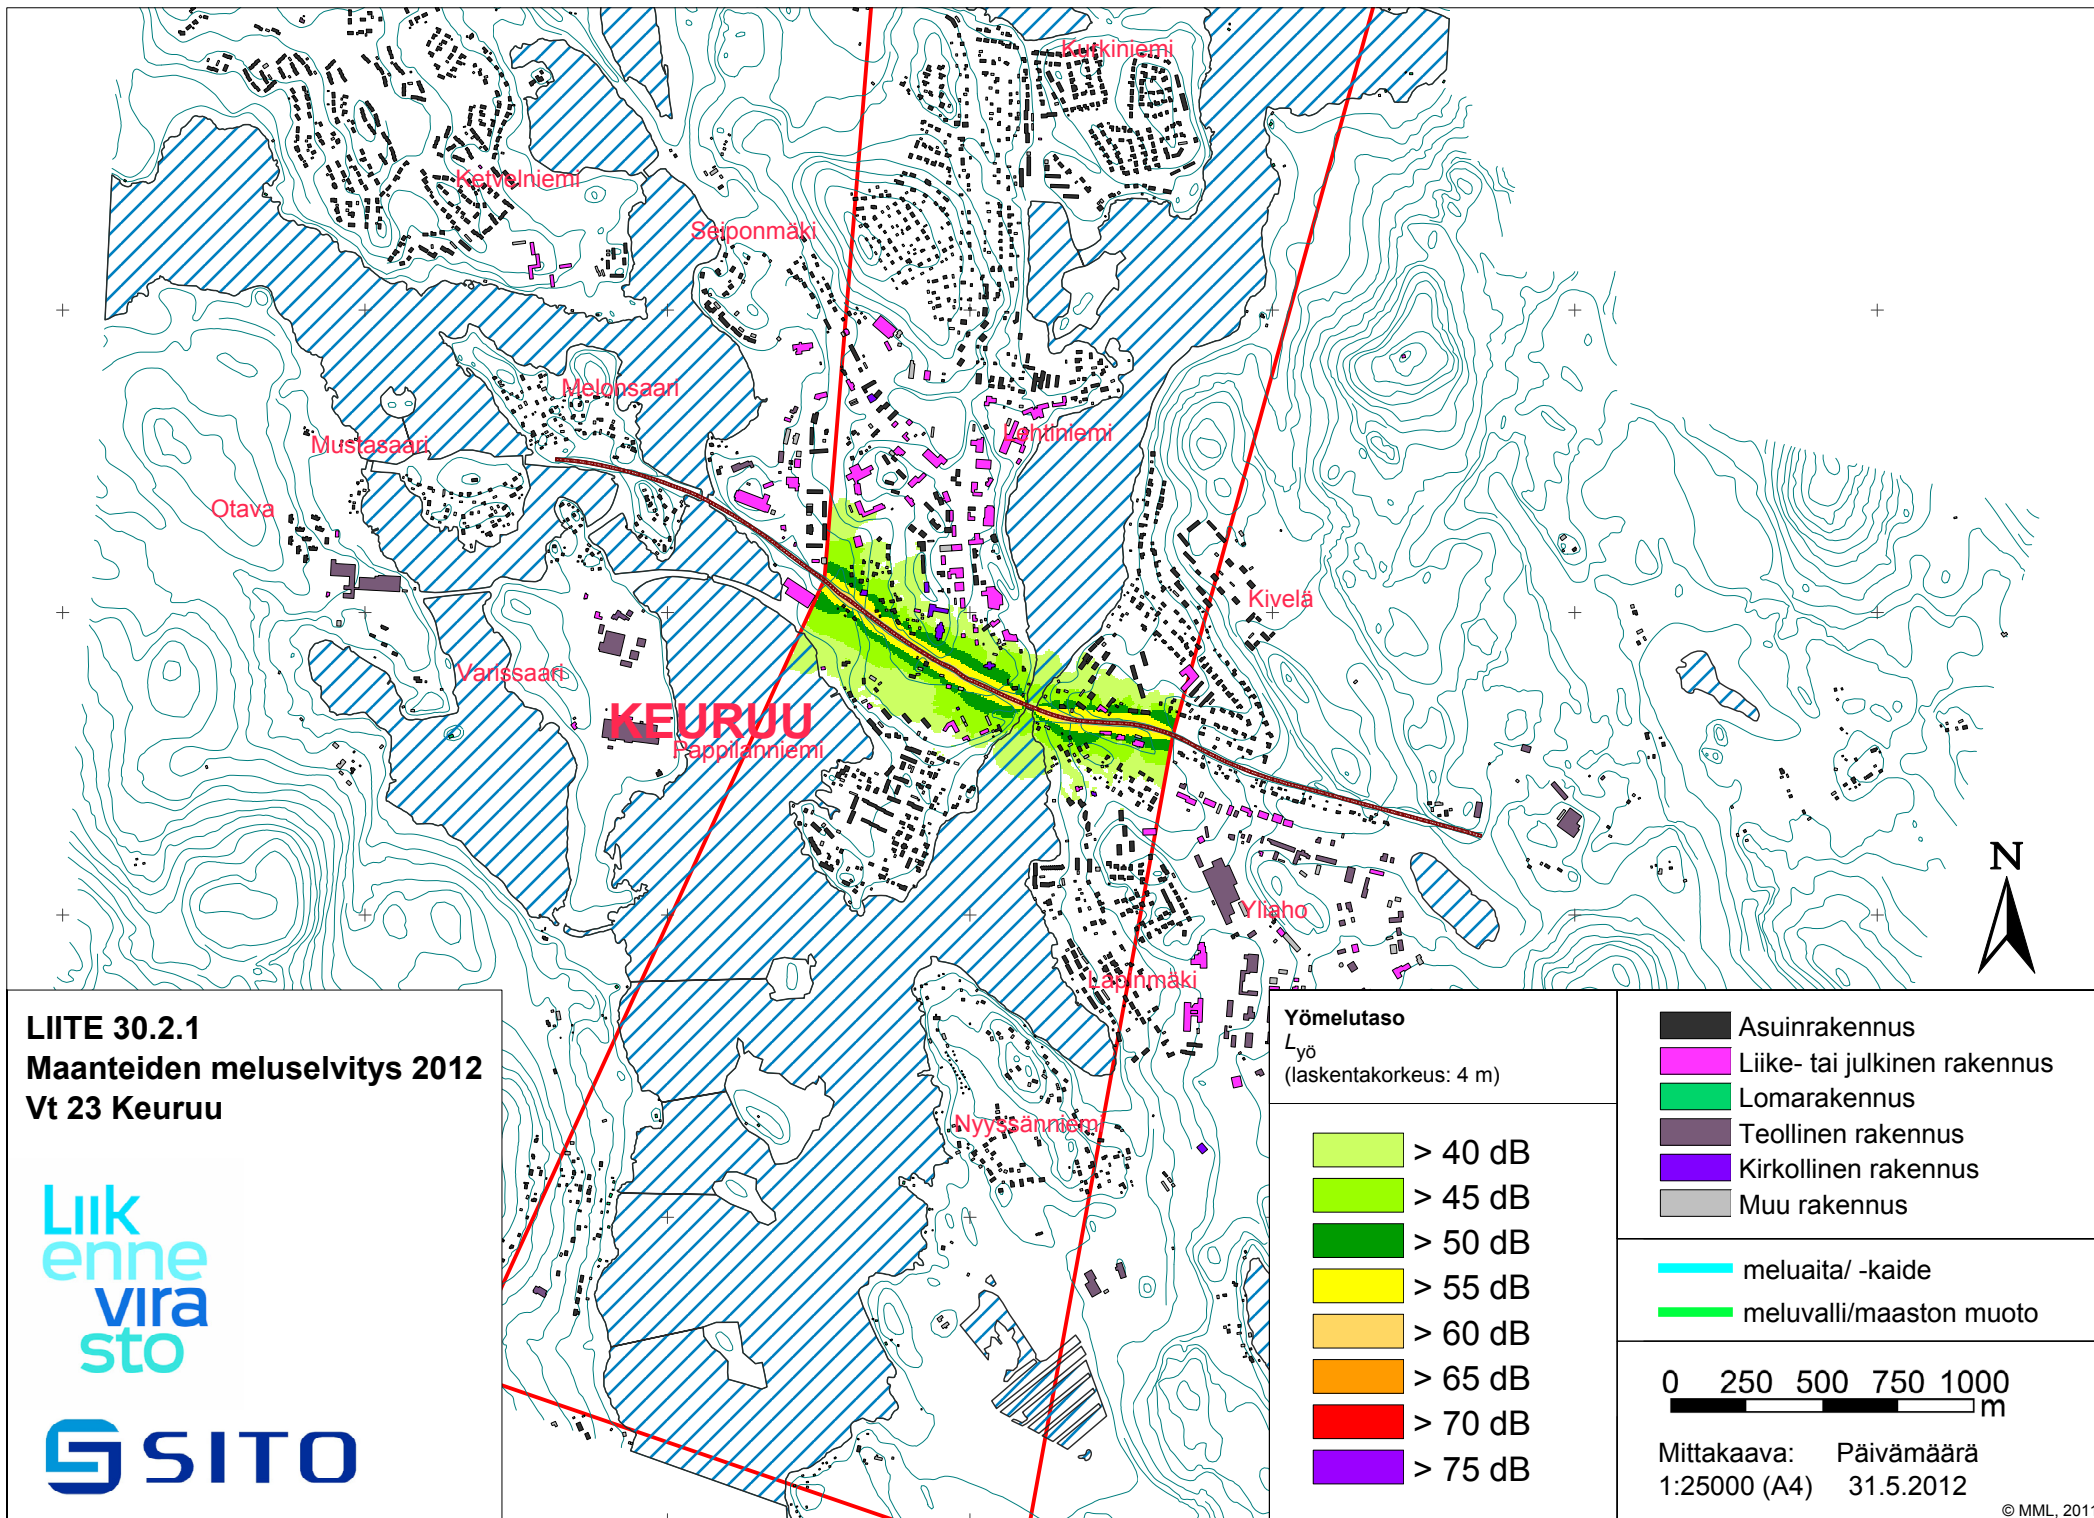 Kurkiniemi
Ketvelniemi
Seiponmäki
Melonsaari
Mustasaari
Lehtiniemi
Otava
Kivelä
Varissaari
KEURUU
Pappilanniemi
Yliaho
Lapinmäki
Nyyssänniemi
N
LIITE 30.2.1
Maanteiden meluselvitys 2012
Vt 23 Keuruu
Liik
enne
vira
sto
SITO
Yömelutaso
Lyö
(laskentakorkeus: 4 m)
> 40 dB
> 45 dB
> 50 dB
> 55 dB
> 60 dB
> 65 dB
> 70 dB
> 75 dB
Asuinrakennus
Liike- tai julkinen rakennus
Lomarakennus
Teollinen rakennus
Kirkollinen rakennus
Muu rakennus
meluaita/ -kaide
meluvalli/maaston muoto
0 250 500 750 1000
m
Mittakaava: Päivämäärä
1:25000 (A4) 31.5.2012
© MML, 2011